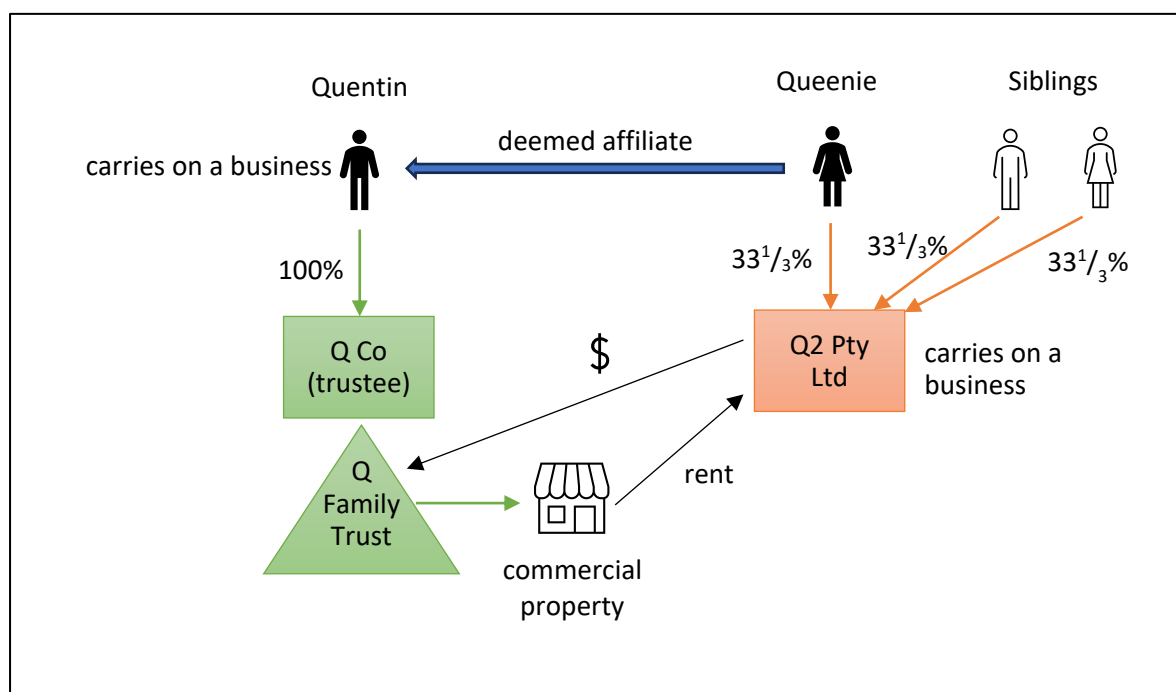 Quentin
Queenie
Siblings
deemed affiliate
carries on a business
100%
33¹/₃%
33¹/₃%
33¹/₃%
Q Co
(trustee)
$
Q2 Pty
Ltd
carries on a
business
Q
Family
Trust
rent
commercial
property